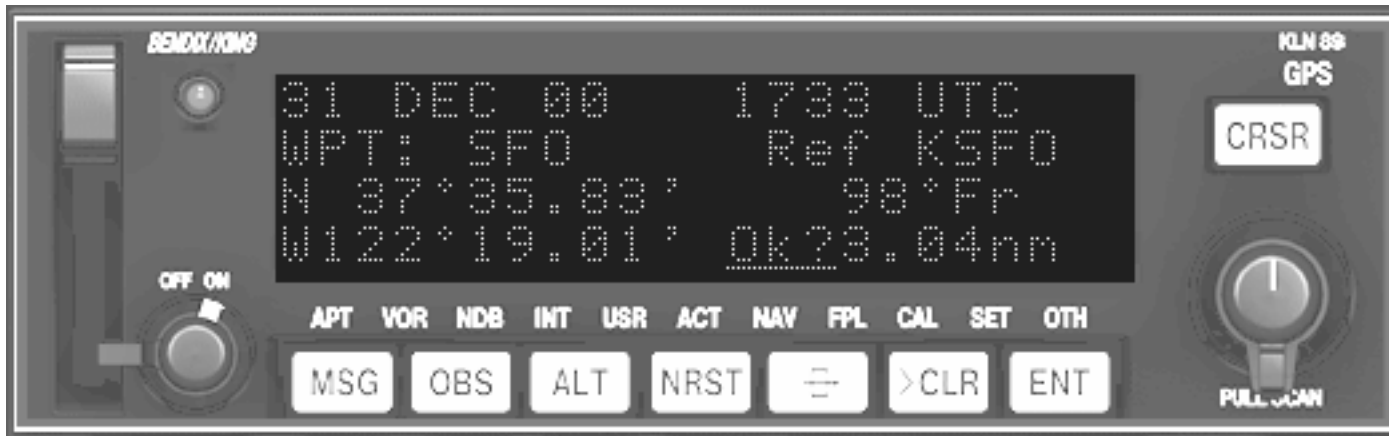 BENDIX/KING
KLN 89
GPS
31 DEC 00 1733 UTC
WPT: SFO Ref KSFO
N 37°35.83' 98°Fr
W122°19.01' Ok?3.04nm
CRSR
OFF ON
APT VOR NDB INT USR ACT NAV FPL CAL SET OTH
MSG OBS ALT NRST >CLR ENT
PULL SCAN